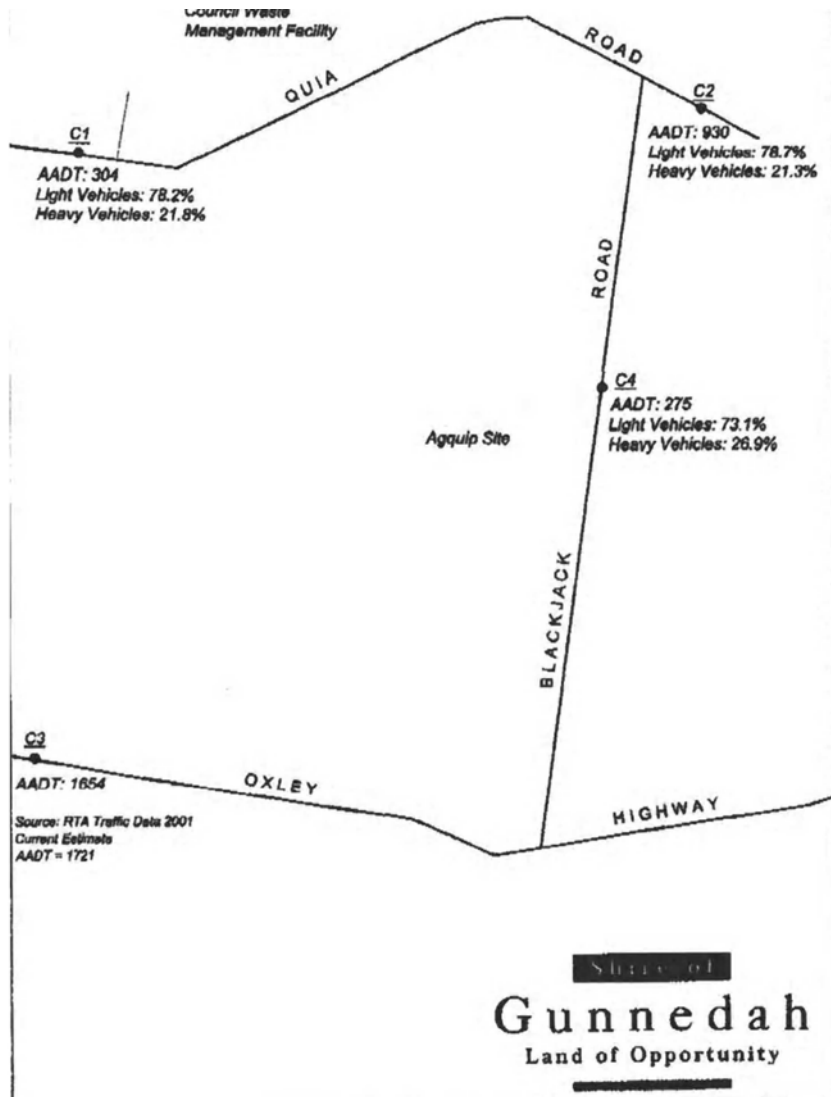 Council Waste
Management Facility
QUIA
ROAD
C1
AADT: 304
Light Vehicles: 78.2%
Heavy Vehicles: 21.8%
C2
AADT: 930
Light Vehicles: 78.7%
Heavy Vehicles: 21.3%
ROAD
C4
AADT: 275
Light Vehicles: 73.1%
Heavy Vehicles: 26.9%
Agquip Site
BLACKJACK
C3
AADT: 1654
OXLEY
HIGHWAY
Source: RTA Traffic Data 2001
Current Estimate
AADT = 1721
Shire of
Gunnedah
Land of Opportunity